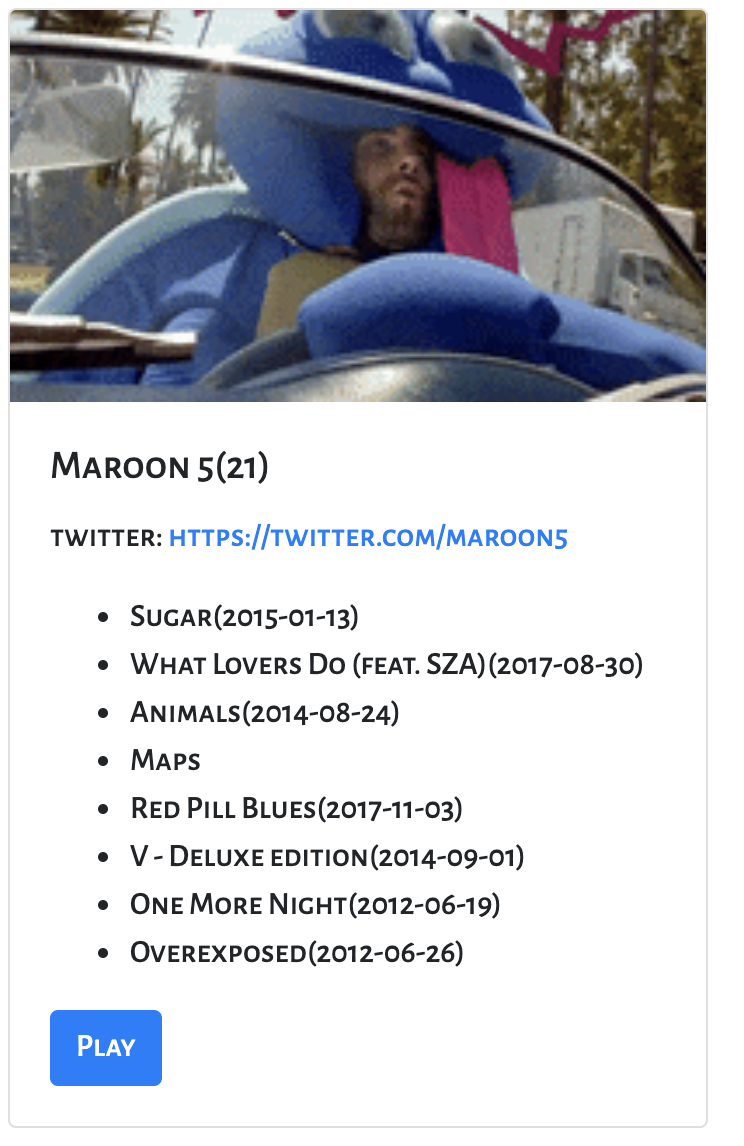 Maroon 5(21)
twitter: https://twitter.com/maroon5
Sugar(2015-01-13)
What Lovers Do (feat. SZA)(2017-08-30)
Animals(2014-08-24)
Maps
Red Pill Blues(2017-11-03)
V - Deluxe edition(2014-09-01)
One More Night(2012-06-19)
Overexposed(2012-06-26)
Play